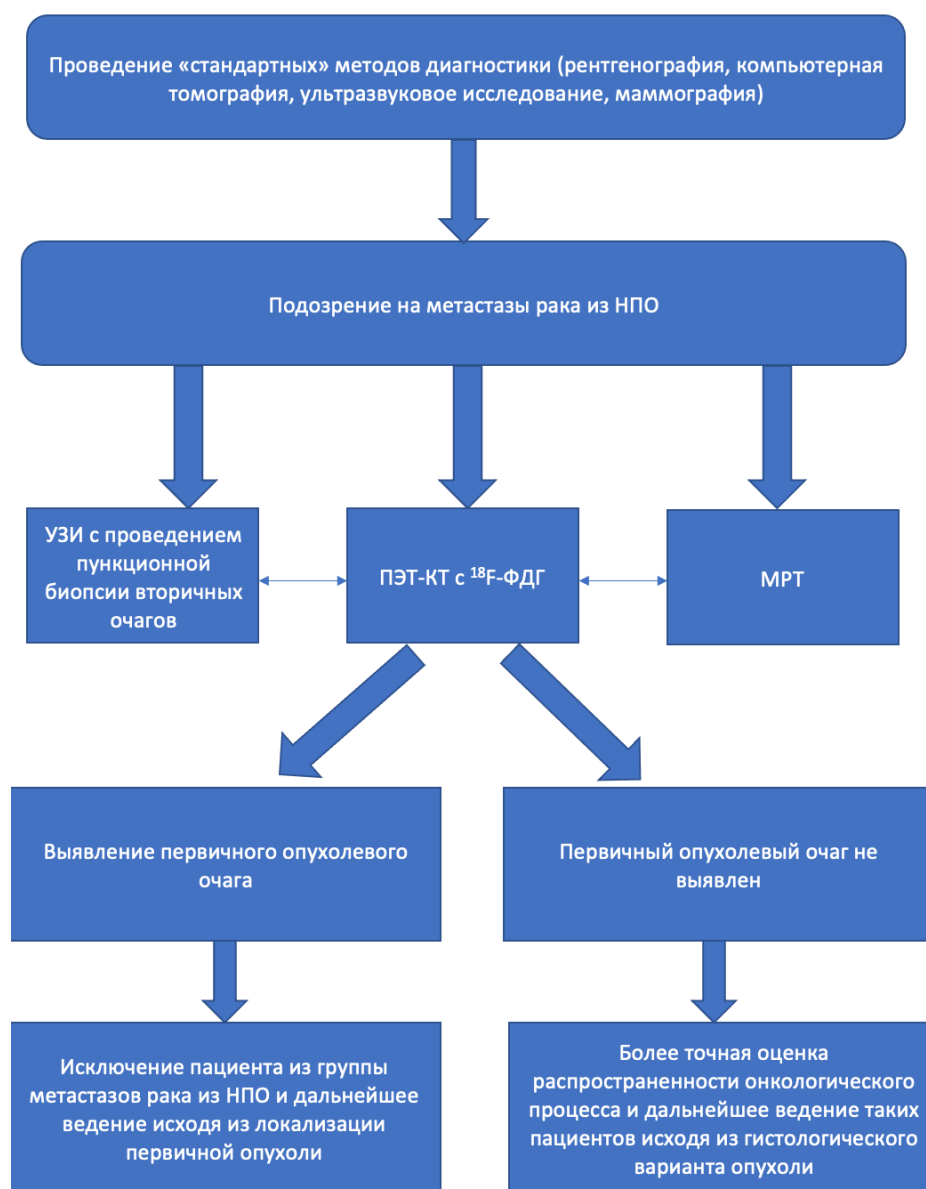 Проведение «стандартных» методов диагностики (рентгенография, компьютерная
томография, ультразвуковое исследование, маммография)
Подозрение на метастазы рака из НПО
УЗИ с проведением
пункционной
биопсии вторичных
очагов
ПЭТ-КТ с ¹⁸F-ФДГ
МРТ
Выявление первичного опухолевого
очага
Первичный опухолевый очаг не
выявлен
Исключение пациента из группы
метастазов рака из НПО и дальнейшее
ведение исходя из локализации
первичной опухоли
Более точная оценка
распространенности онкологического
процесса и дальнейшее ведение таких
пациентов исходя из гистологического
варианта опухоли